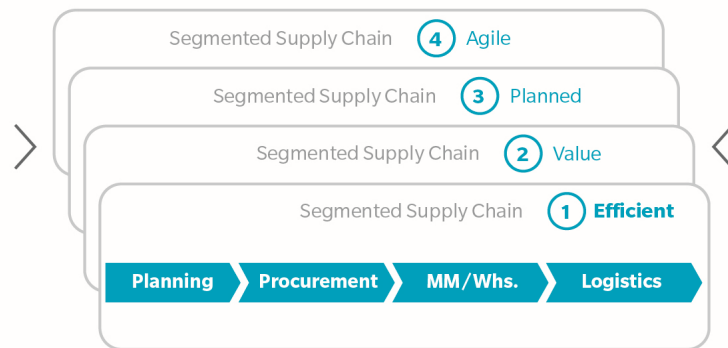 Segmented Supply Chain 4 Agile
Segmented Supply Chain 3 Planned
Segmented Supply Chain 2 Value
Segmented Supply Chain 1 Efficient
Planning Procurement MM/Whs. Logistics